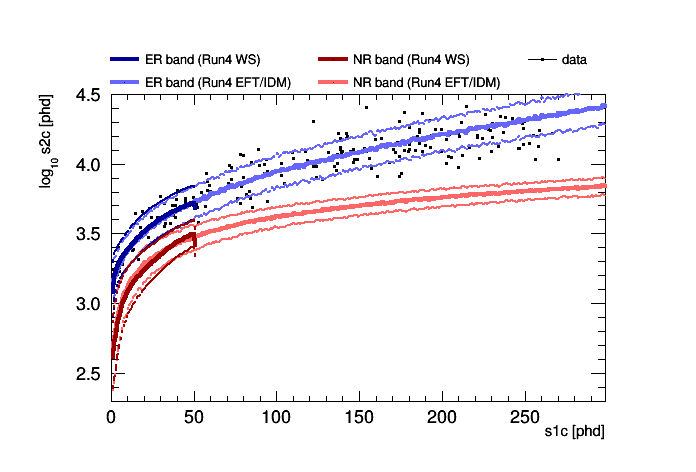 ER band (Run4 WS) NR band (Run4 WS) data
ER band (Run4 EFT/IDM) NR band (Run4 EFT/IDM)
log10 s2c [phd]
4.5
4.0
3.5
3.0
2.5
0 50 100 150 200 250
s1c [phd]